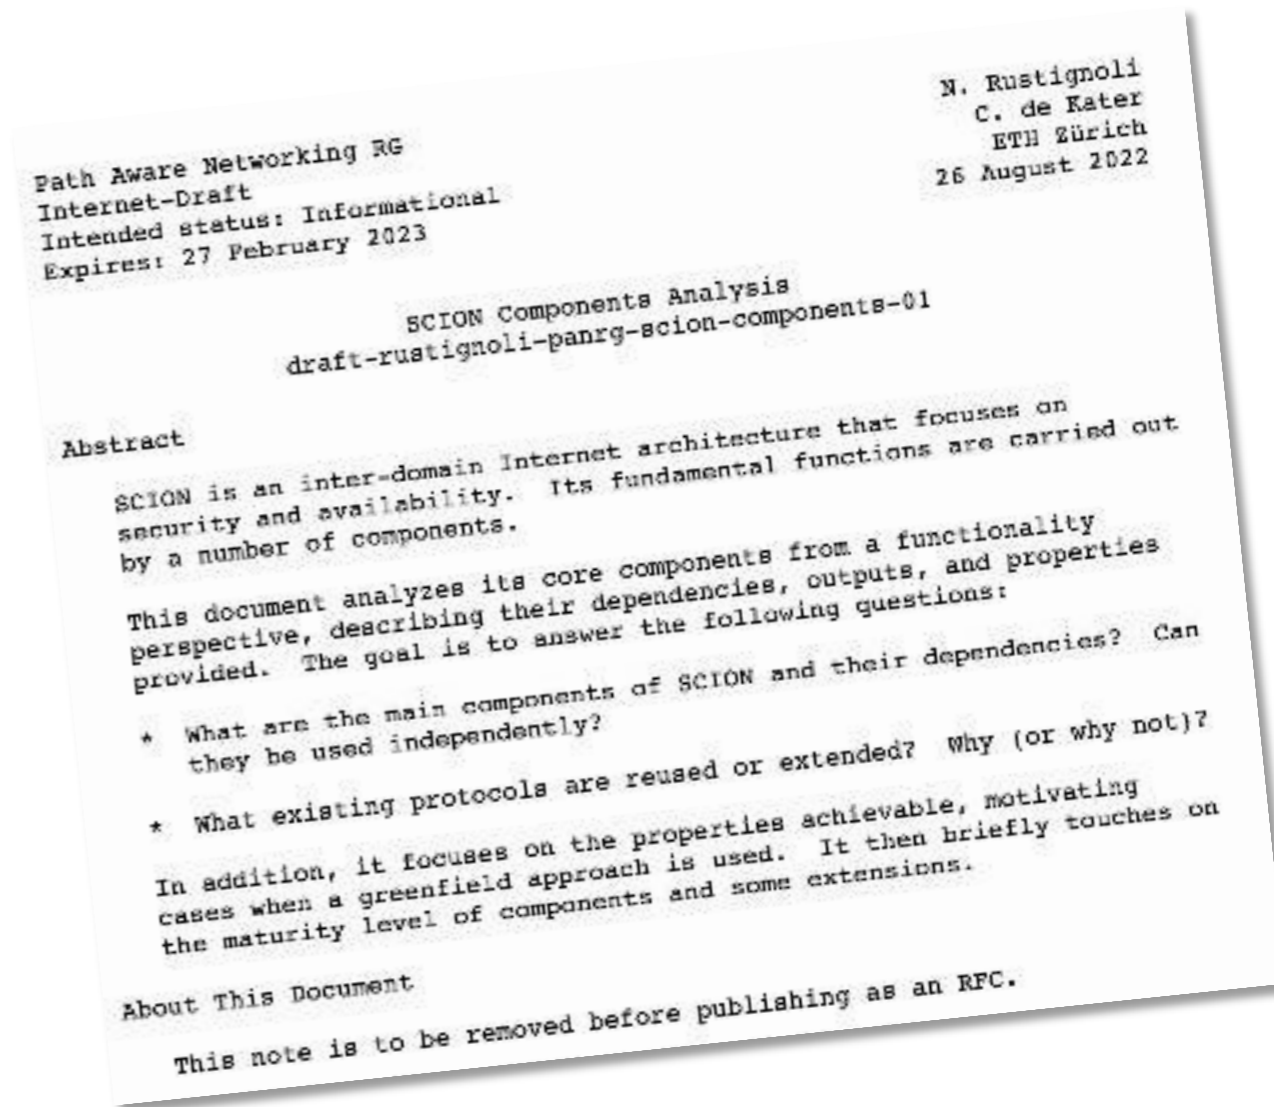 Path Aware Networking RG
N. Rustignoli
Internet-Draft
C. de Kater
Intended status: Informational
ETH Zürich
Expires: 27 February 2023
26 August 2022
SCION Components Analysis
draft-rustignoli-panrg-scion-components-01
Abstract
SCION is an inter-domain Internet architecture that focuses on
security and availability. Its fundamental functions are carried out
by a number of components.
This document analyzes its core components from a functionality
perspective, describing their dependencies, outputs, and properties
provided. The goal is to answer the following questions:
* What are the main components of SCION and their dependencies? Can
they be used independently?
* What existing protocols are reused or extended? Why (or why not)?
In addition, it focuses on the properties achievable, motivating
cases when a greenfield approach is used. It then briefly touches on
the maturity level of components and some extensions.
About This Document
This note is to be removed before publishing as an RFC.